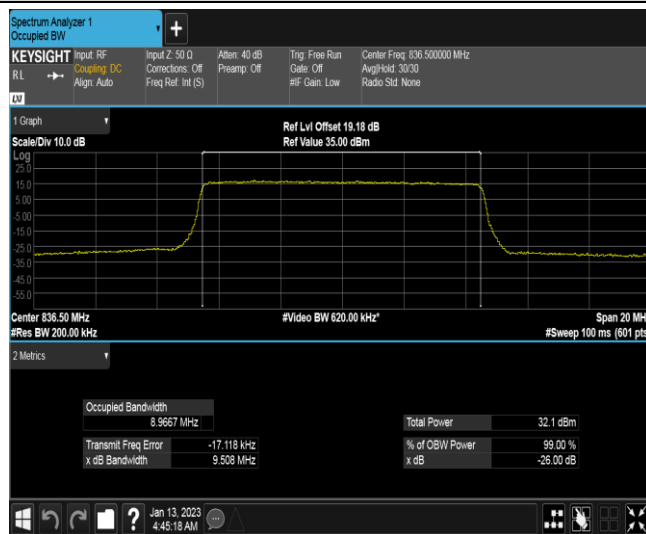 Spectrum Analyzer 1
Occupied BW
+
KEYSIGHT
RL
LXI
Input: RF
Coupling: DC
Align: Auto
Input Z: 50 Ω
Corrections: Off
Freq Ref: Int (S)
Atten: 40 dB
Preamp: Off
Trig: Free Run
Gate: Off
#IF Gain: Low
Center Freq: 836.500000 MHz
Avg|Hold: 30/30
Radio Std: None
1 Graph
Scale/Div 10.0 dB
Ref Lvl Offset 19.18 dB
Ref Value 35.00 dBm
Log
25.0
15.0
5.00
-5.00
-15.0
-25.0
-35.0
-45.0
-55.0
Center 836.50 MHz
#Res BW 200.00 kHz
#Video BW 620.00 kHz*
Span 20 MH
#Sweep 100 ms (601 pts
2 Metrics
Occupied Bandwidth
8.9667 MHz
Transmit Freq Error -17.118 kHz
x dB Bandwidth 9.508 MHz
Total Power 32.1 dBm
% of OBW Power 99.00 %
x dB -26.00 dB
?
Jan 13, 2023
4:45:18 AM